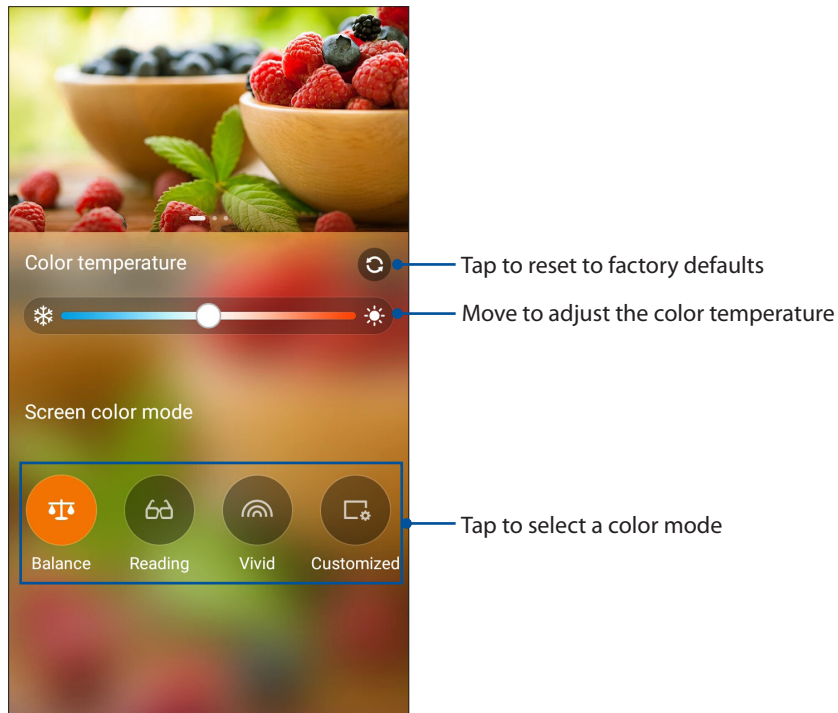 Color temperature
Tap to reset to factory defaults
Move to adjust the color temperature
Screen color mode
Tap to select a color mode
Balance Reading Vivid Customized